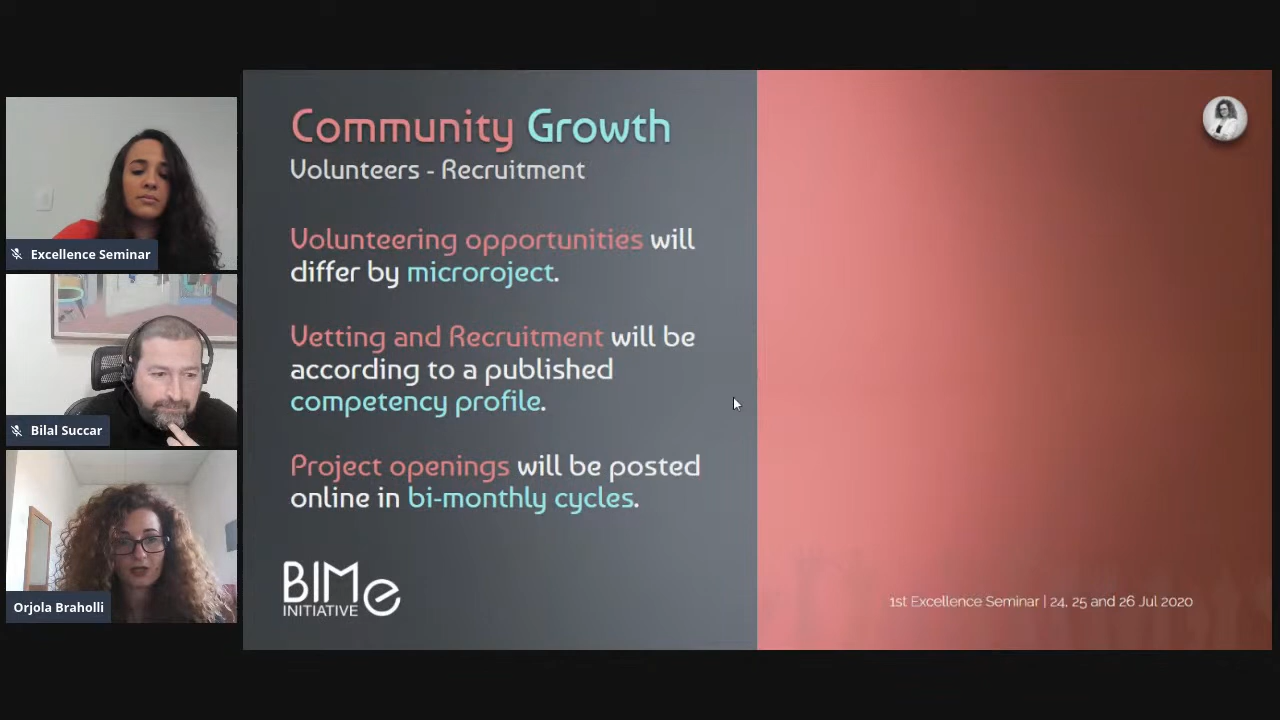 Excellence Seminar
Bilal Succar
Orjola Braholli
Community Growth
Volunteers - Recruitment
Volunteering opportunities will
differ by microroject.
Vetting and Recruitment will be
according to a published
competency profile.
Project openings will be posted
online in bi-monthly cycles.
BIMe
INITIATIVE
1st Excellence Seminar | 24, 25 and 26 Jul 2020